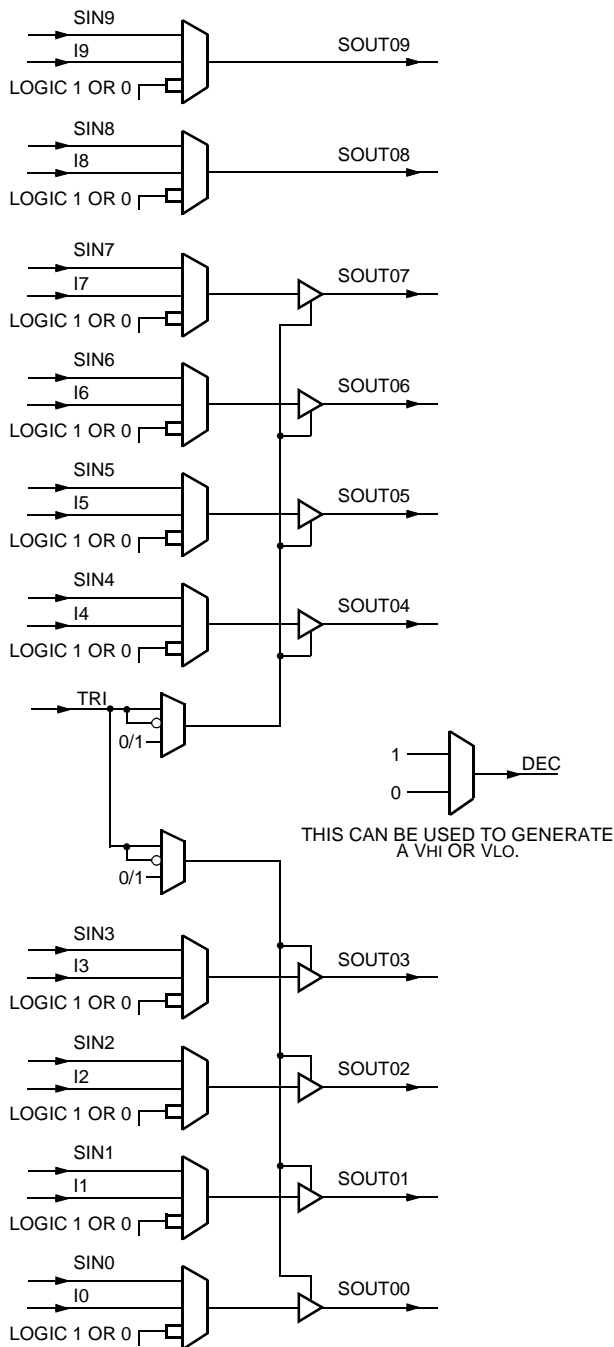 SIN9
SOUT09
I9
LOGIC 1 OR 0
SIN8
SOUT08
I8
LOGIC 1 OR 0
SIN7
SOUT07
I7
LOGIC 1 OR 0
SIN6
SOUT06
I6
LOGIC 1 OR 0
SIN5
SOUT05
I5
LOGIC 1 OR 0
SIN4
SOUT04
I4
LOGIC 1 OR 0
TRI
0/1
1
DEC
0
THIS CAN BE USED TO GENERATE
A VHI OR VLO.
0/1
SIN3
SOUT03
I3
LOGIC 1 OR 0
SIN2
SOUT02
I2
LOGIC 1 OR 0
SIN1
SOUT01
I1
LOGIC 1 OR 0
SIN0
SOUT00
I0
LOGIC 1 OR 0